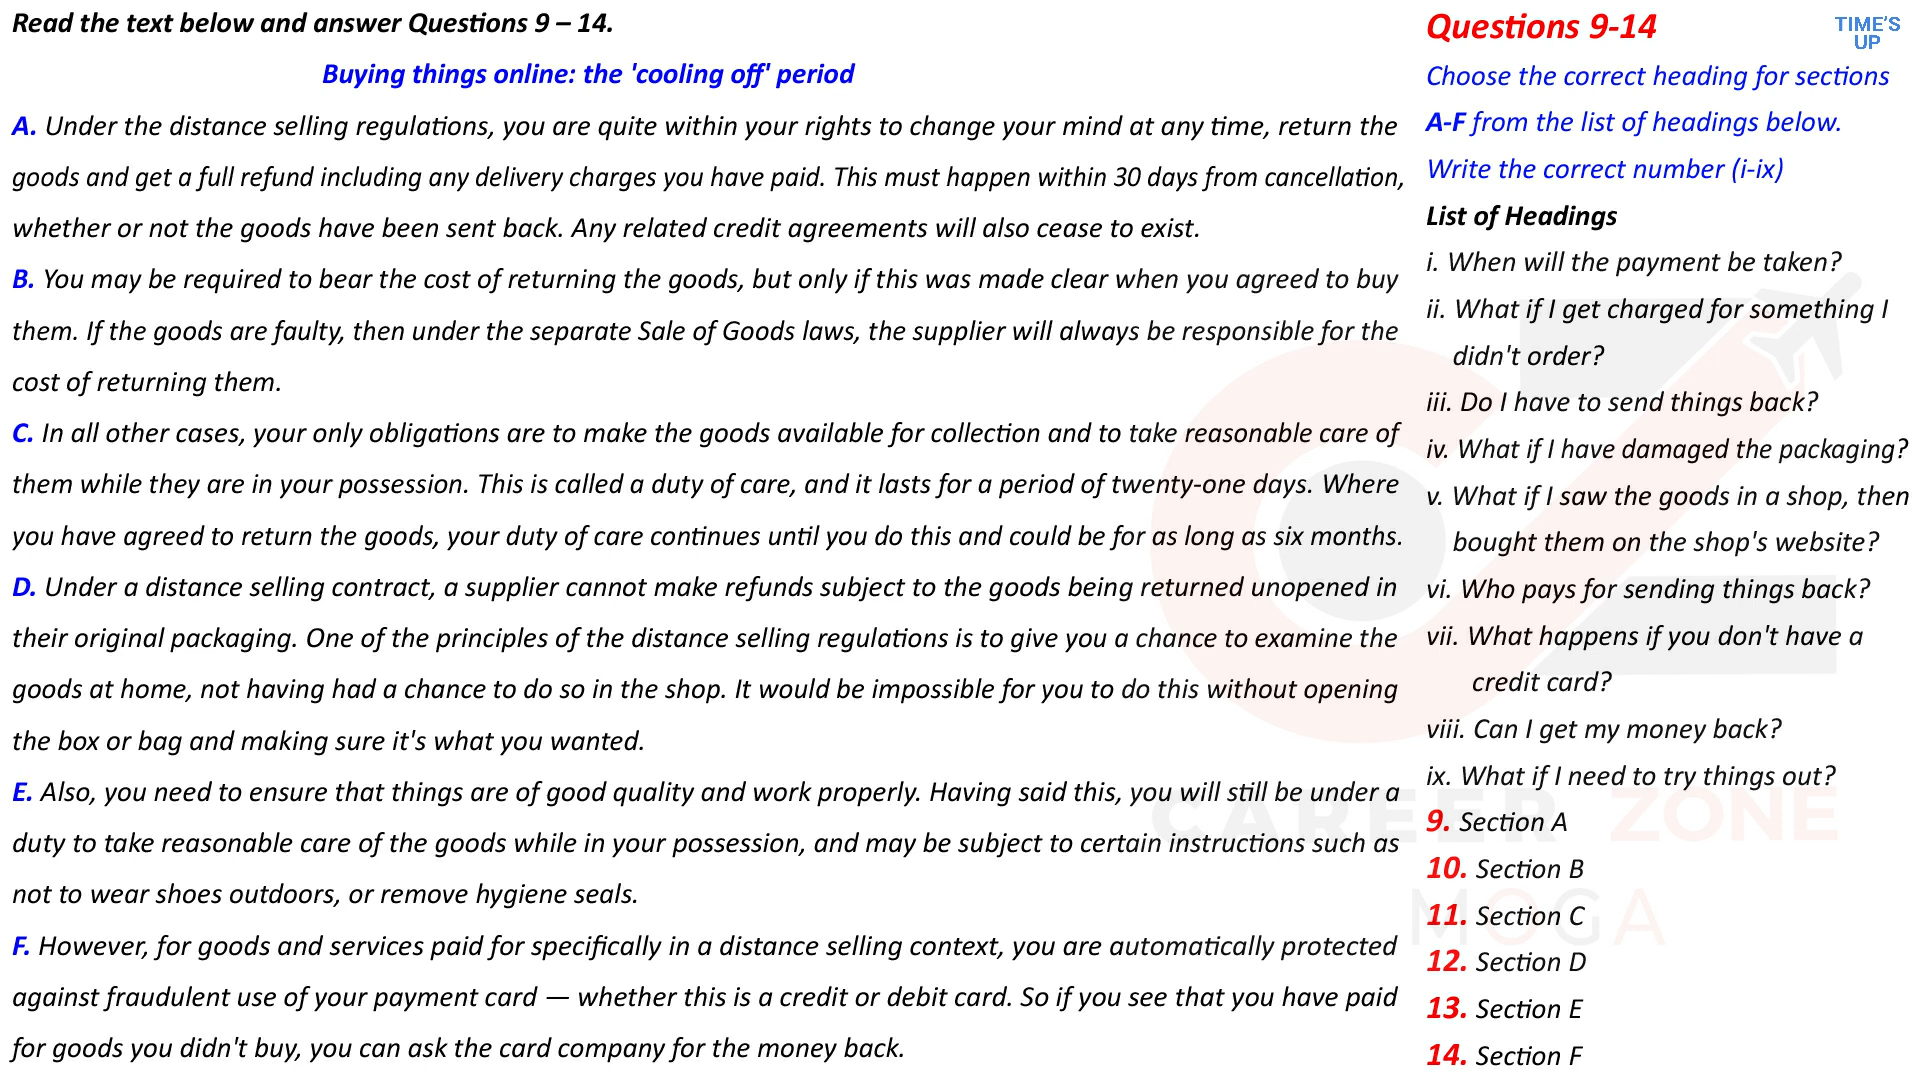 Read the text below and answer Questions 9 – 14.
Buying things online: the 'cooling off' period
A. Under the distance selling regulations, you are quite within your rights to change your mind at any time, return the
goods and get a full refund including any delivery charges you have paid. This must happen within 30 days from cancellation,
whether or not the goods have been sent back. Any related credit agreements will also cease to exist.
B. You may be required to bear the cost of returning the goods, but only if this was made clear when you agreed to buy
them. If the goods are faulty, then under the separate Sale of Goods laws, the supplier will always be responsible for the
cost of returning them.
C. In all other cases, your only obligations are to make the goods available for collection and to take reasonable care of
them while they are in your possession. This is called a duty of care, and it lasts for a period of twenty-one days. Where
you have agreed to return the goods, your duty of care continues until you do this and could be for as long as six months.
D. Under a distance selling contract, a supplier cannot make refunds subject to the goods being returned unopened in
their original packaging. One of the principles of the distance selling regulations is to give you a chance to examine the
goods at home, not having had a chance to do so in the shop. It would be impossible for you to do this without opening
the box or bag and making sure it's what you wanted.
E. Also, you need to ensure that things are of good quality and work properly. Having said this, you will still be under a
duty to take reasonable care of the goods while in your possession, and may be subject to certain instructions such as
not to wear shoes outdoors, or remove hygiene seals.
F. However, for goods and services paid for specifically in a distance selling context, you are automatically protected
against fraudulent use of your payment card — whether this is a credit or debit card. So if you see that you have paid
for goods you didn't buy, you can ask the card company for the money back.
Questions 9-14
TIME'S
UP
Choose the correct heading for sections
A-F from the list of headings below.
Write the correct number (i-ix)
List of Headings
i. When will the payment be taken?
ii. What if I get charged for something I
didn't order?
iii. Do I have to send things back?
iv. What if I have damaged the packaging?
v. What if I saw the goods in a shop, then
bought them on the shop's website?
vi. Who pays for sending things back?
vii. What happens if you don't have a
credit card?
viii. Can I get my money back?
ix. What if I need to try things out?
9. Section A
10. Section B
11. Section C
12. Section D
13. Section E
14. Section F
CAREER ZONE
MOGA